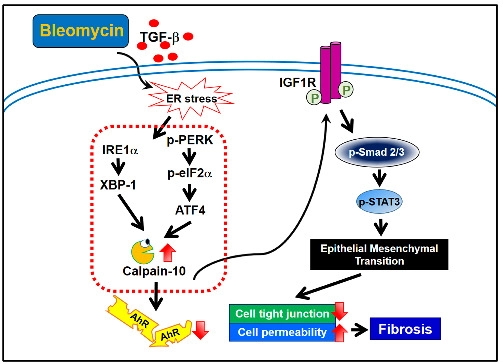 Bleomycin
TGF-β
ER stress
IRE1α
XBP-1
p-PERK
p-eIF2α
ATF4
Calpain-10
AhR
AhR
IGF1R
P
P
p-Smad 2/3
p-STAT3
Epithelial Mesenchymal
Transition
Cell tight junction
Cell permeability
Fibrosis